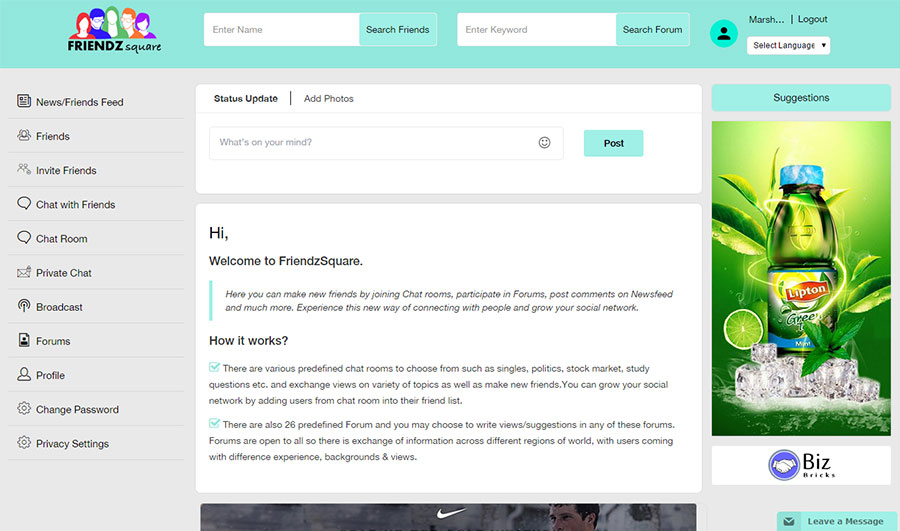 FRIENDZ square
Enter Name
Search Friends
Enter Keyword
Search Forum
Marsh... | Logout
Select Language
News/Friends Feed
Friends
Invite Friends
Chat with Friends
Chat Room
Private Chat
Broadcast
Forums
Profile
Change Password
Privacy Settings
Status Update | Add Photos
What's on your mind?
Post
Hi,
Welcome to FriendzSquare.
Here you can make new friends by joining Chat rooms, participate in Forums, post comments on Newsfeed
and much more. Experience this new way of connecting with people and grow your social network.
How it works?
There are various predefined chat rooms to choose from such as singles, politics, stock market, study
questions etc. and exchange views on variety of topics as well as make new friends.You can grow your social
network by adding users from chat room into their friend list.
There are also 26 predefined Forum and you may choose to write views/suggestions in any of these forums.
Forums are open to all so there is exchange of information across different regions of world, with users coming
with difference experience, backgrounds & views.
Suggestions
Lipton
Green
T
Mint
Biz
Bricks
Leave a Message